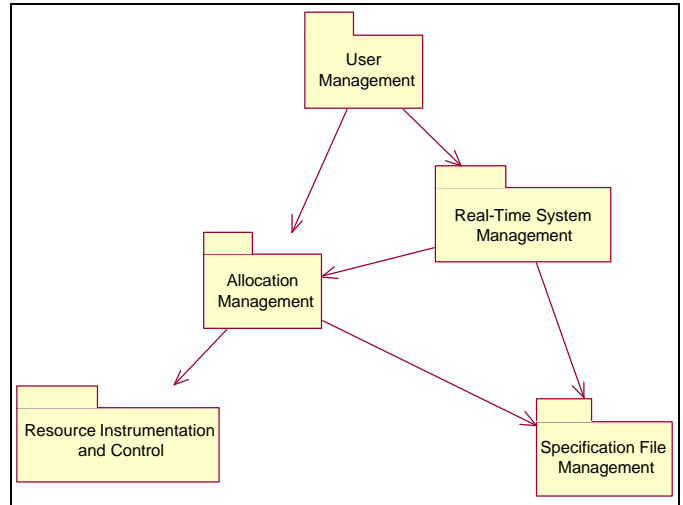 User
Management
Real-Time System
Management
Allocation
Management
Resource Instrumentation
and Control
Specification File
Management